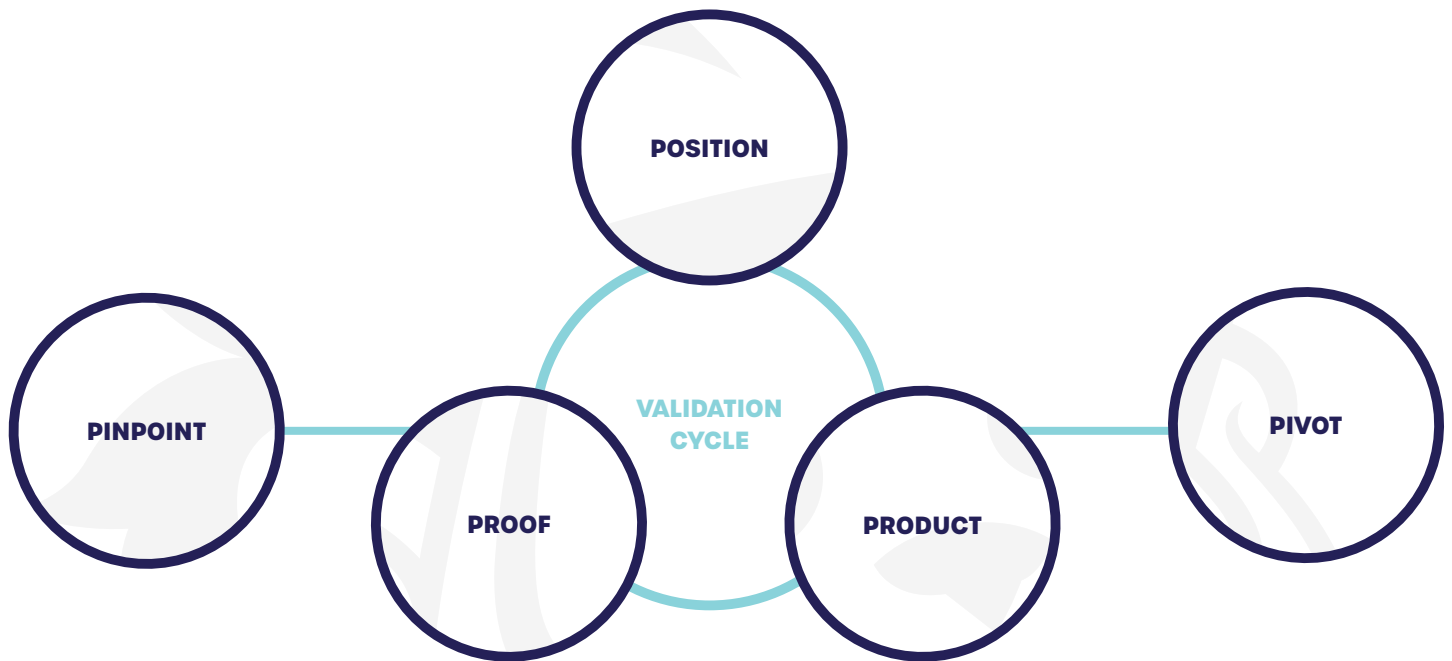 POSITION
PINPOINT
VALIDATION
CYCLE
PIVOT
PROOF
PRODUCT